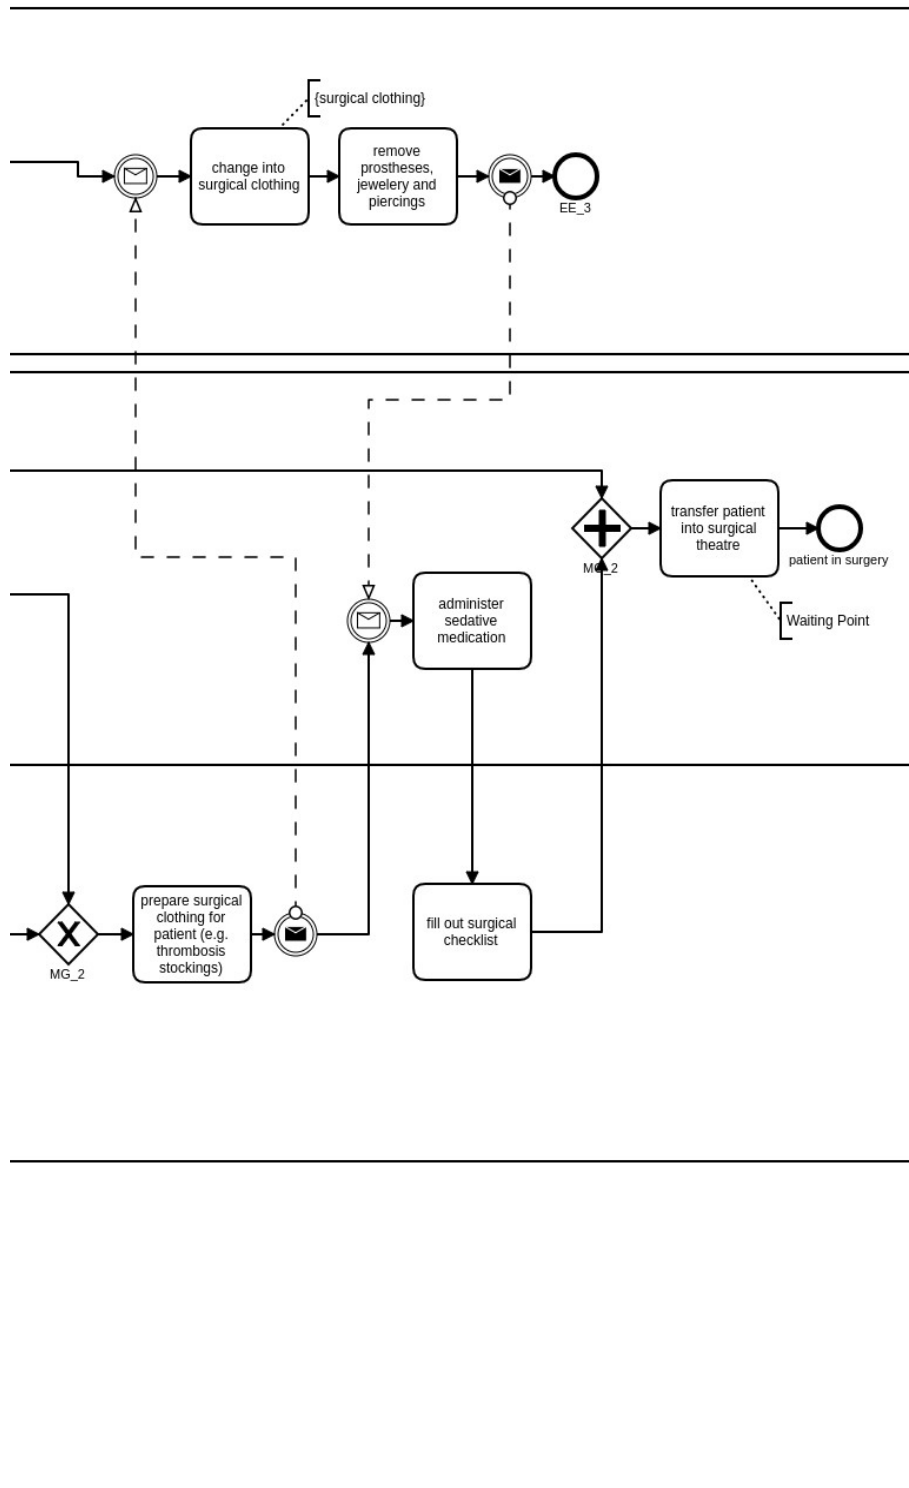 {surgical clothing}
change into
surgical clothing
remove
prostheses,
jewelery and
piercings
EE_3
transfer patient
into surgical
theatre
patient in surgery
MG_2
Waiting Point
administer
sedative
medication
prepare surgical
clothing for
patient (e.g.
thrombosis
stockings)
MG_2
fill out surgical
checklist